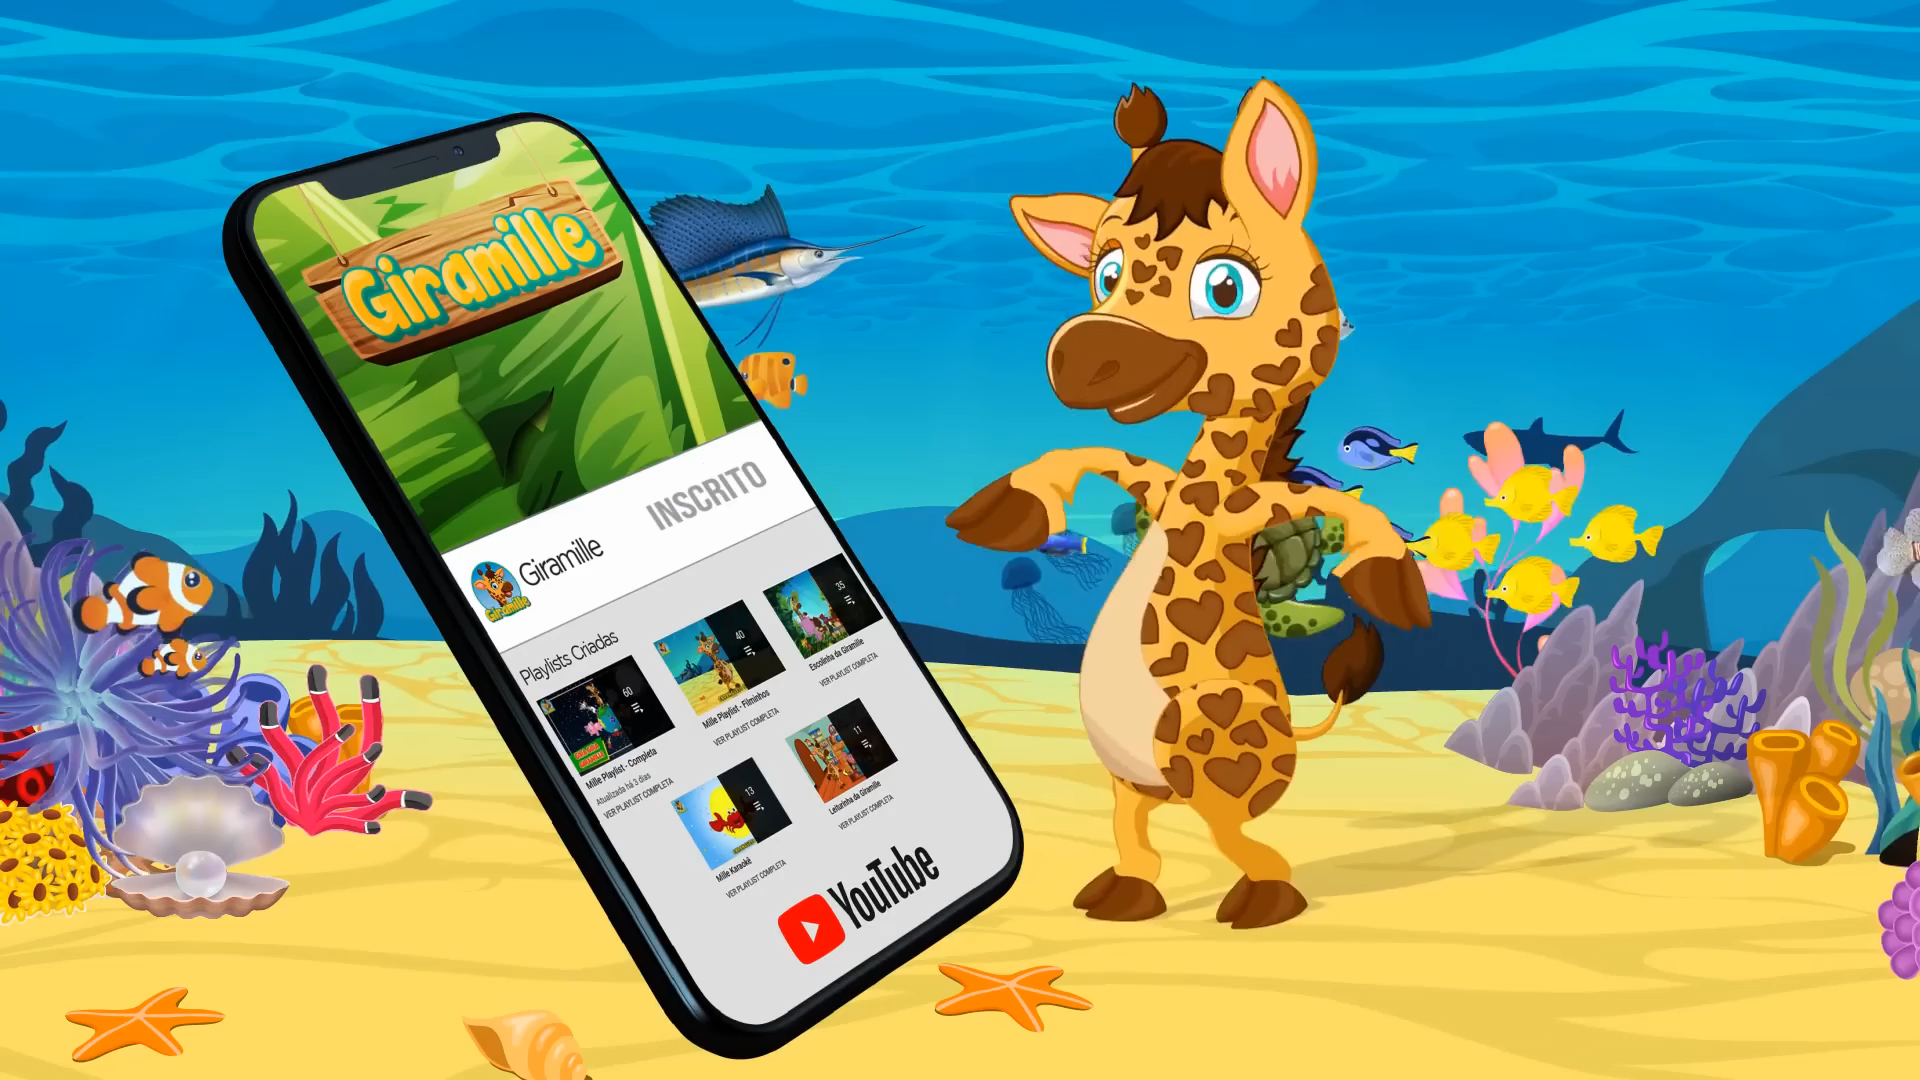 Giramille
INSCRITO
Giramille
Playlists Criadas
60
Mille Playlist - Completa
Atualizada há 3 dias
VER PLAYLIST COMPLETA
40
Mille Playlist - Filminhos
VER PLAYLIST COMPLETA
35
Escolinha da Giramille
VER PLAYLIST COMPLETA
13
Mille Karaokê
VER PLAYLIST COMPLETA
11
Leiturinha da Giramille
VER PLAYLIST COMPLETA
YouTube
Giramille